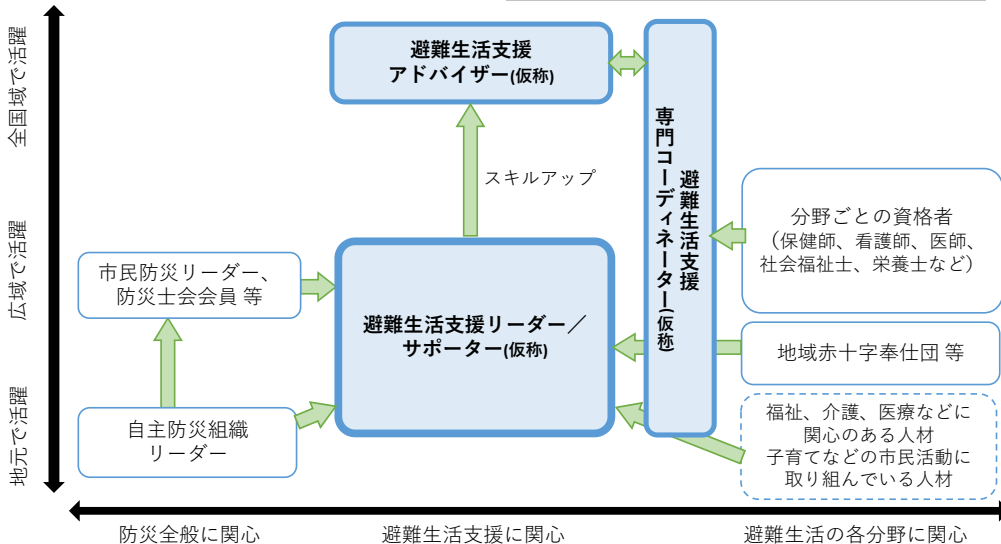 全国域で活躍
広域で活躍
地元で活躍
避難生活支援
アドバイザー(仮称)
スキルアップ
避難生活支援
専門コーディネーター(仮称)
分野ごとの資格者
（保健師、看護師、医師、
社会福祉士、栄養士など）
市民防災リーダー、
防災士会会員 等
避難生活支援リーダー／
サポーター(仮称)
地域赤十字奉仕団 等
自主防災組織
リーダー
福祉、介護、医療などに
関心のある人材
子育てなどの市民活動に
取り組んでいる人材
防災全般に関心
避難生活支援に関心
避難生活の各分野に関心